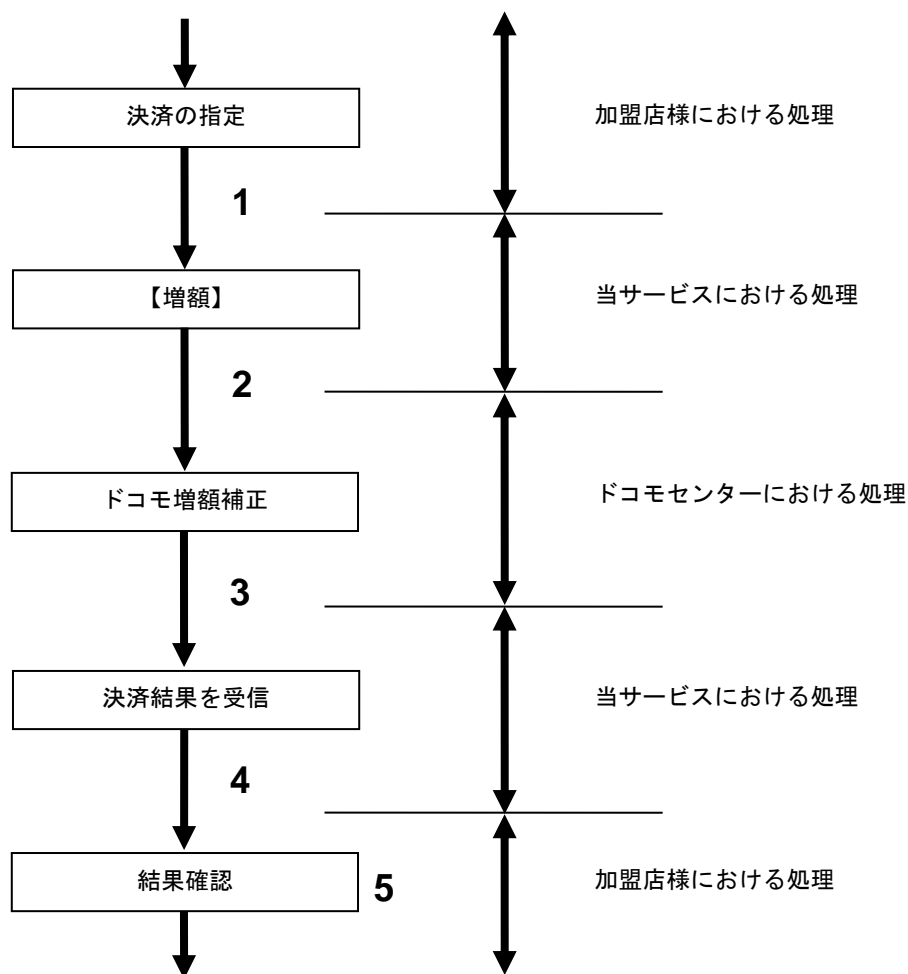 決済の指定
加盟店様における処理
1
【増額】
当サービスにおける処理
2
ドコモ増額補正
ドコモセンターにおける処理
3
決済結果を受信
当サービスにおける処理
4
結果確認
5
加盟店様における処理